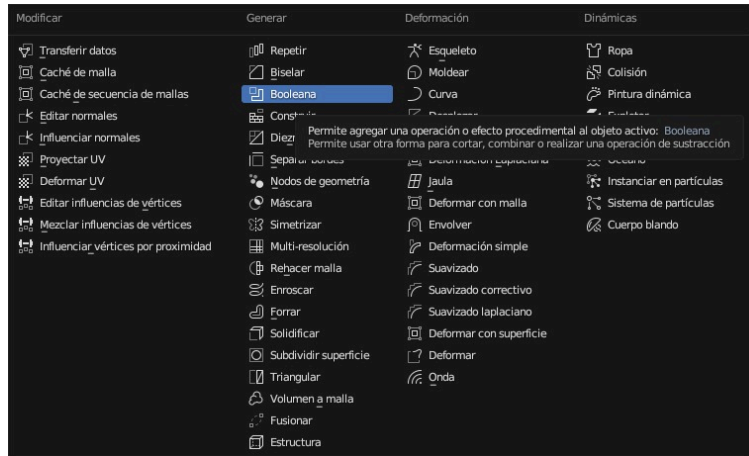 Modificar
Transferir datos
Caché de malla
Caché de secuencia de mallas
Editar normales
Influenciar normales
Proyectar UV
Deformar UV
Editar influencias de vértices
Mezclar influencias de vértices
Influenciar vértices por proximidad
Generar
Repetir
Biselar
Booleana
Separar bordes
Nodos de geometría
Máscara
Simetrizar
Multi-resolución
Rehacer malla
Enroscar
Forrar
Solidificar
Subdividir superficie
Triangular
Volumen a malla
Fusionar
Estructura
Deformación
Esqueleto
Moldear
Curva
Deformación Laplaciana
Jaula
Deformar con malla
Envolver
Deformación simple
Suavizado
Suavizado correctivo
Suavizado laplaciano
Deformar con superficie
Deformar
Onda
Dinámicas
Ropa
Colisión
Pintura dinámica
Instanciar en partículas
Sistema de partículas
Cuerpo blando
Permite agregar una operación o efecto procedimental al objeto activo: Booleana
Permite usar otra forma para cortar, combinar o realizar una operación de sustracción